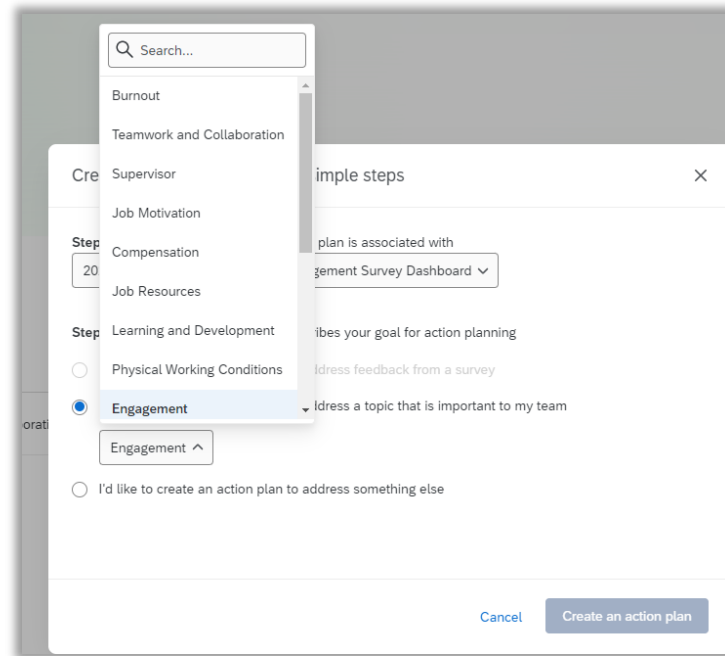 Search...
Burnout
Teamwork and Collaboration
Supervisor
Job Motivation
Compensation
Job Resources
Learning and Development
Physical Working Conditions
Engagement
Cre imple steps
Step plan is associated with
20 gement Survey Dashboard
Step ribes your goal for action planning
ddress feedback from a survey
ddress a topic that is important to my team
orati
Engagement
I'd like to create an action plan to address something else
Cancel
Create an action plan